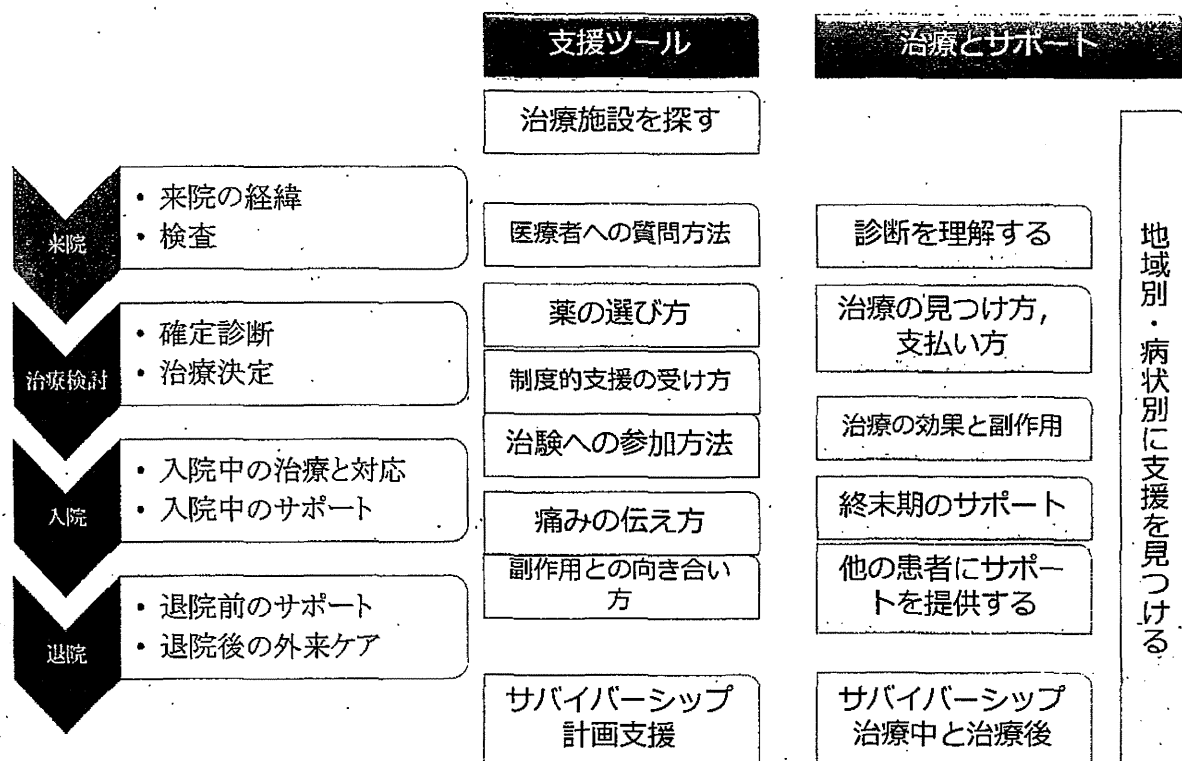 支援ツール
治療とサポート
治療施設を探す
来院
・来院の経緯
・検査
医療者への質問方法
診断を理解する
治療検討
・確定診断
・治療決定
薬の選び方
治療の見つけ方,
支払い方
制度的支援の受け方
治験への参加方法
治療の効果と副作用
入院
・入院中の治療と対応
・入院中のサポート
痛みの伝え方
終末期のサポート
副作用との向き合い
方
他の患者にサポー
トを提供する
退院
・退院前のサポート
・退院後の外来ケア
サバイバーシップ
計画支援
サバイバーシップ
治療中と治療後
地域別・病状別に支援を見つける